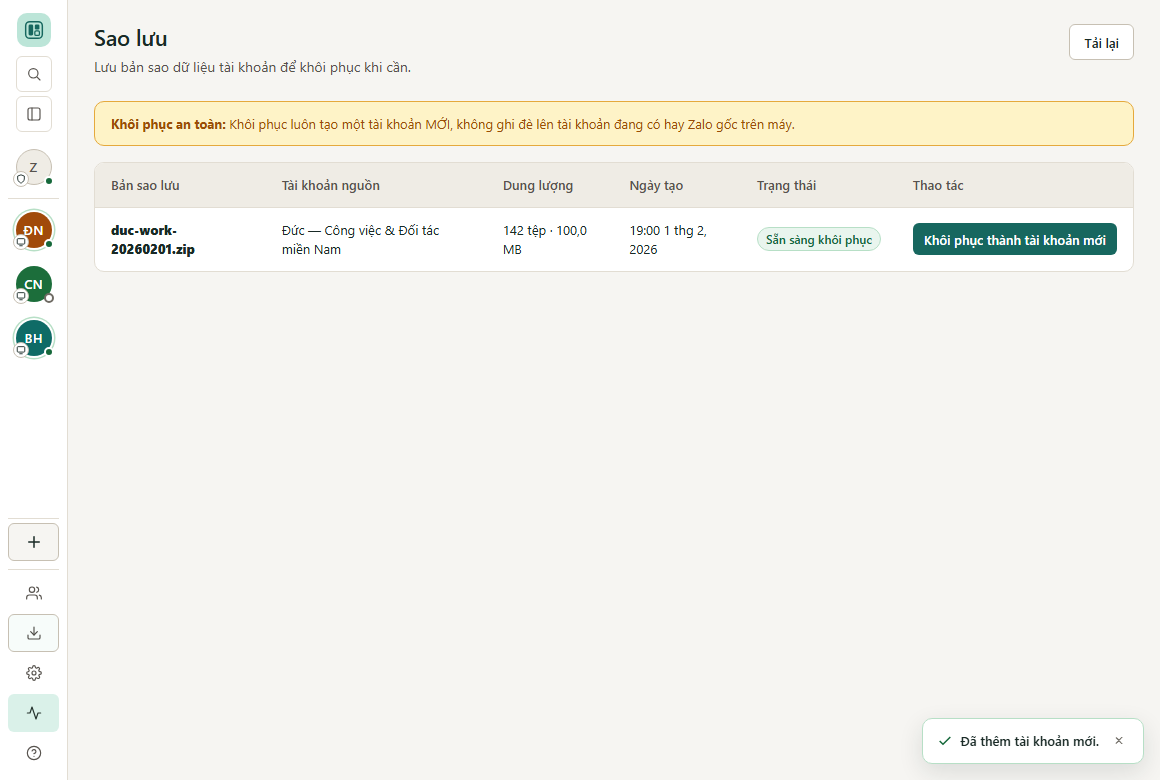 Sao lưu
Lưu bản sao dữ liệu tài khoản để khôi phục khi cần.
Tải lại
Khôi phục an toàn: Khôi phục luôn tạo một tài khoản MỚI, không ghi đè lên tài khoản đang có hay Zalo gốc trên máy.
Bản sao lưu
Tài khoản nguồn
Dung lượng
Ngày tạo
Trạng thái
Thao tác
duc-work-
20260201.zip
Đức — Công việc & Đối tác
miền Nam
142 tệp · 100,0
MB
19:00 1 thg 2,
2026
Sẵn sàng khôi phục
Khôi phục thành tài khoản mới
Z
ĐN
CN
BH
Đã thêm tài khoản mới.